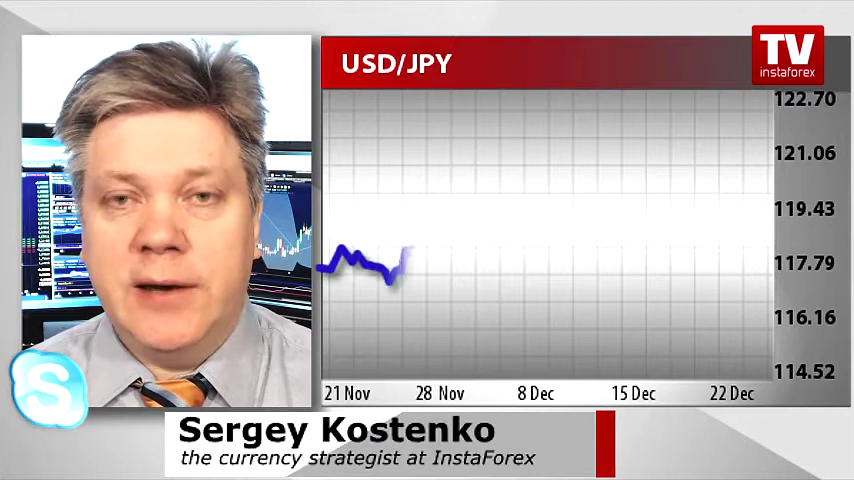 USD/JPY
TV
instaforex
122.70
121.06
119.43
117.79
116.16
114.52
21 Nov 28 Nov 8 Dec 15 Dec 22 Dec
S
Sergey Kostenko
the currency strategist at InstaForex